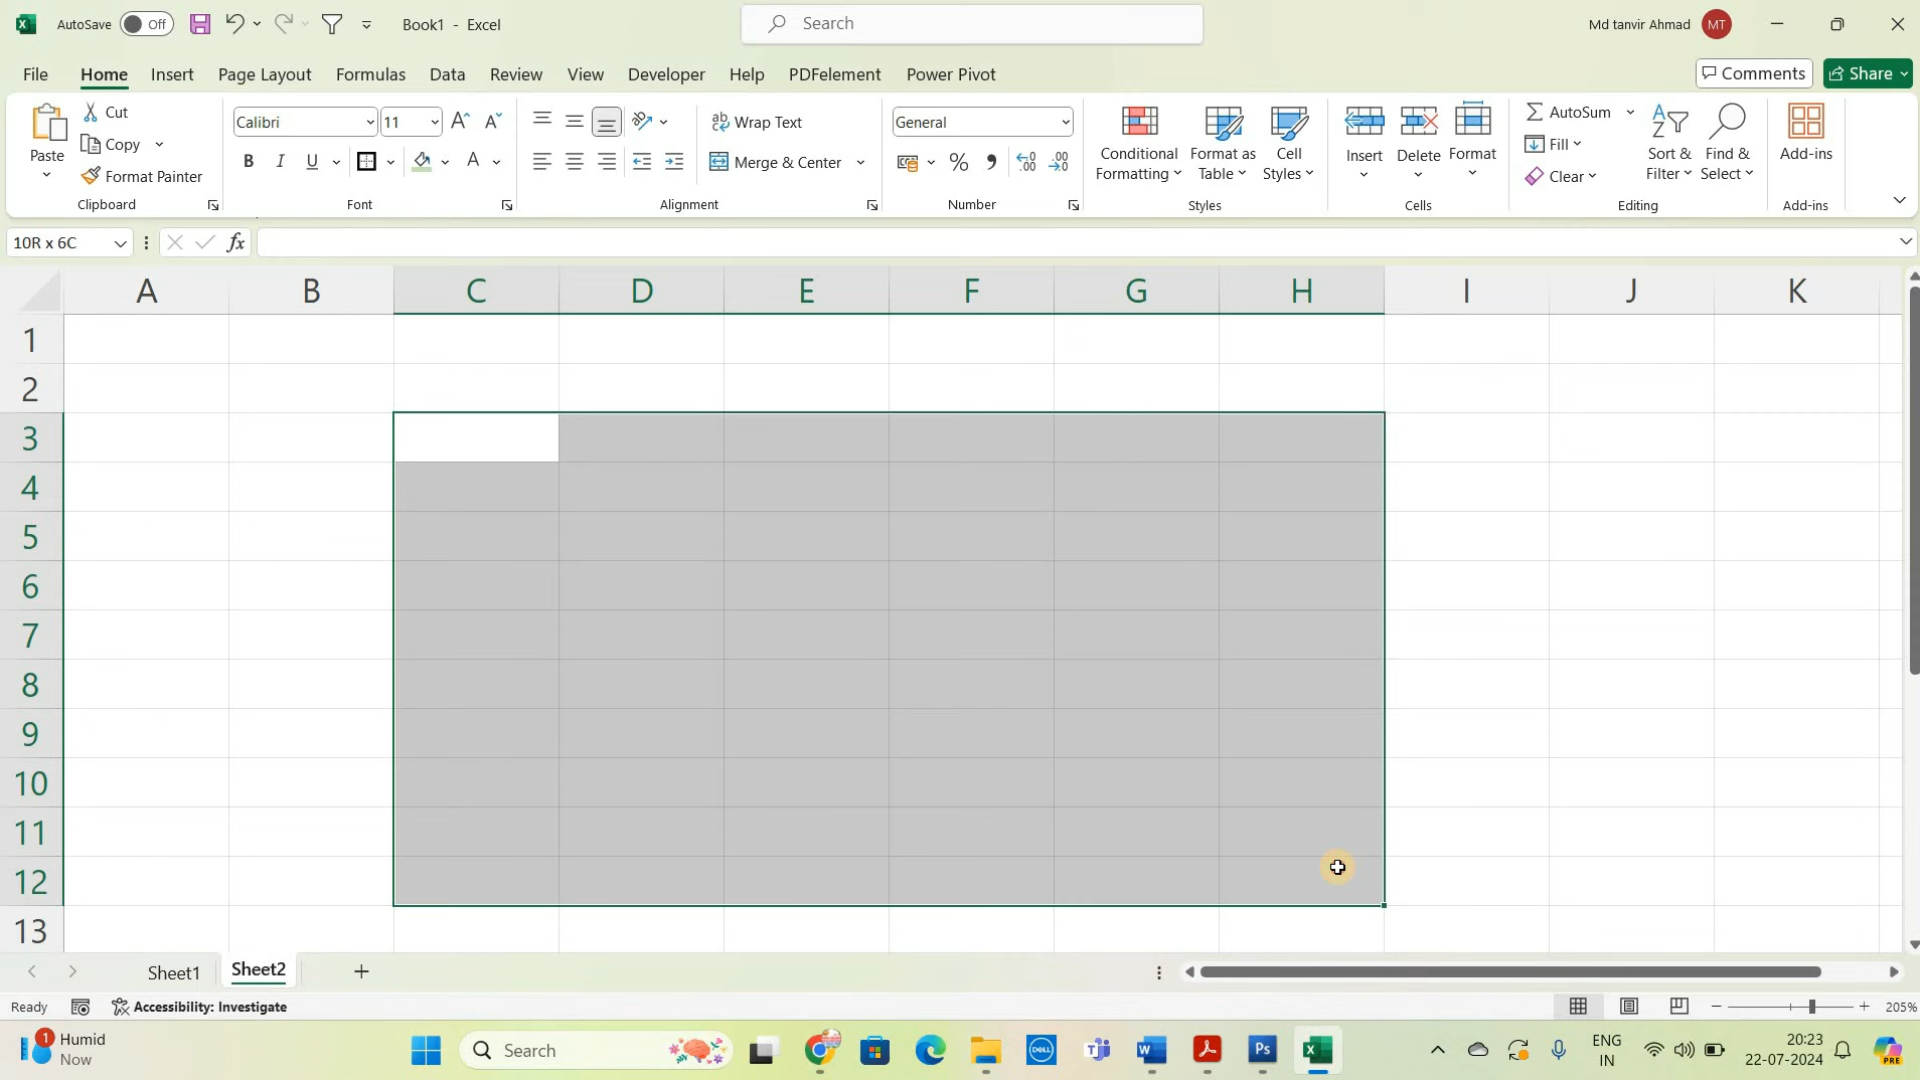 AutoSave Off Book1 - Excel Search Md tanvir Ahmad MT
File Home Insert Page Layout Formulas Data Review View Developer Help PDFelement Power Pivot Comments Share
Paste Cut Copy Format Painter
Clipboard
Calibri 11
B I U A
Font
Wrap Text
Merge & Center
Alignment
General
Number
Conditional Formatting Format as Table Cell Styles
Styles
Insert Delete Format
Cells
AutoSum
Fill
Clear
Sort & Filter Find & Select
Editing
Add-ins
Add-ins
10R x 6C fx
A B C D E F G H I J K
1
2
3
4
5
6
7
8
9
10
11
12
13
Sheet1 Sheet2
Ready Accessibility: Investigate 205%
1 Humid
Now
Search
DELL
Ps
ENG
IN
20:23
22-07-2024
PRE